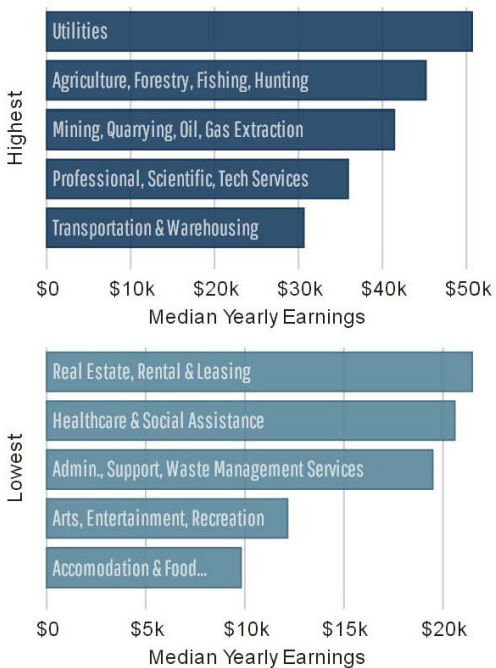 Highest
Utilities
Agriculture, Forestry, Fishing, Hunting
Mining, Quarrying, Oil, Gas Extraction
Professional, Scientific, Tech Services
Transportation & Warehousing
$0 $10k $20k $30k $40k $50k
Median Yearly Earnings
Lowest
Real Estate, Rental & Leasing
Healthcare & Social Assistance
Admin., Support, Waste Management Services
Arts, Entertainment, Recreation
Accomodation & Food...
$0 $5k $10k $15k $20k
Median Yearly Earnings